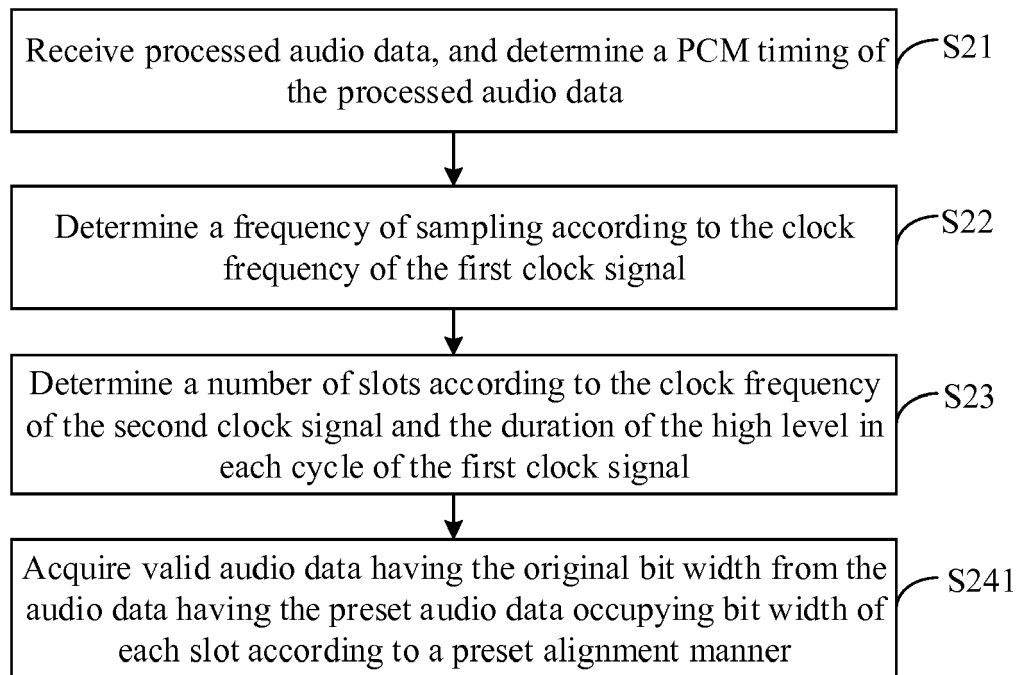 Receive processed audio data, and determine a PCM timing of
the processed audio data
S21
Determine a frequency of sampling according to the clock
frequency of the first clock signal
S22
Determine a number of slots according to the clock frequency
of the second clock signal and the duration of the high level in
each cycle of the first clock signal
S23
Acquire valid audio data having the original bit width from the
audio data having the preset audio data occupying bit width of
each slot according to a preset alignment manner
S241